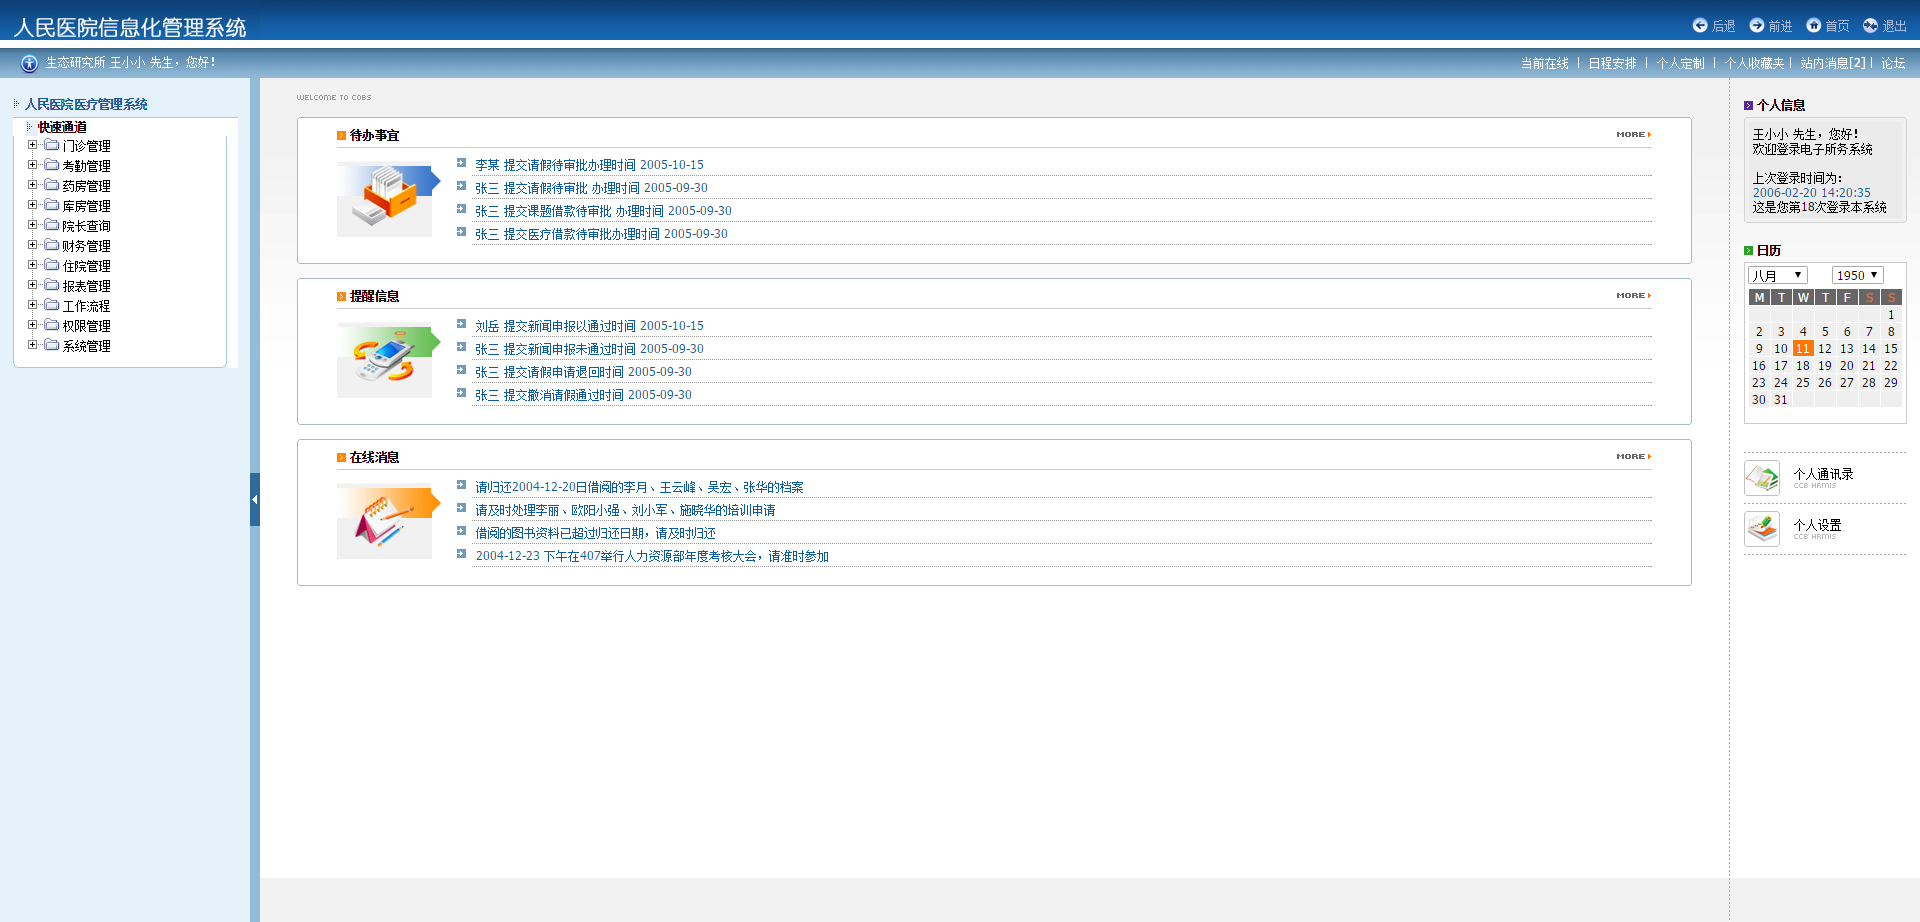 人民医院信息化管理系统
后退 前进 首页 退出
生态研究所 王小小 先生，您好！
当前在线 | 日程安排 | 个人定制 | 个人收藏夹 | 站内消息[2] | 论坛
人民医院医疗管理系统
快速通道
门诊管理
考勤管理
药房管理
库房管理
院长查询
财务管理
住院管理
报表管理
工作流程
权限管理
系统管理
WELCOME TO COBS
待办事宜 MORE
李某 提交请假待审批办理时间 2005-10-15
张三 提交请假待审批 办理时间 2005-09-30
张三 提交课题借款待审批 办理时间 2005-09-30
张三 提交医疗借款待审批办理时间 2005-09-30
提醒信息 MORE
刘岳 提交新闻申报以通过时间 2005-10-15
张三 提交新闻申报未通过时间 2005-09-30
张三 提交请假申请退回时间 2005-09-30
张三 提交撤消请假通过时间 2005-09-30
在线消息 MORE
请归还2004-12-20日借阅的李月、王云峰、吴宏、张华的档案
请及时处理李丽、欧阳小强、刘小军、施晓华的培训申请
借阅的图书资料已超过归还日期，请及时归还
2004-12-23 下午在407举行人力资源部年度考核大会，请准时参加
个人信息
王小小 先生，您好！
欢迎登录电子所务系统
上次登录时间为：
2006-02-20 14:20:35
这是您第18次登录本系统
日历
八月 1950
M T W T F S S
1
2 3 4 5 6 7 8
9 10 11 12 13 14 15
16 17 18 19 20 21 22
23 24 25 26 27 28 29
30 31
个人通讯录
CCB HRMIS
个人设置
CCB HRMIS